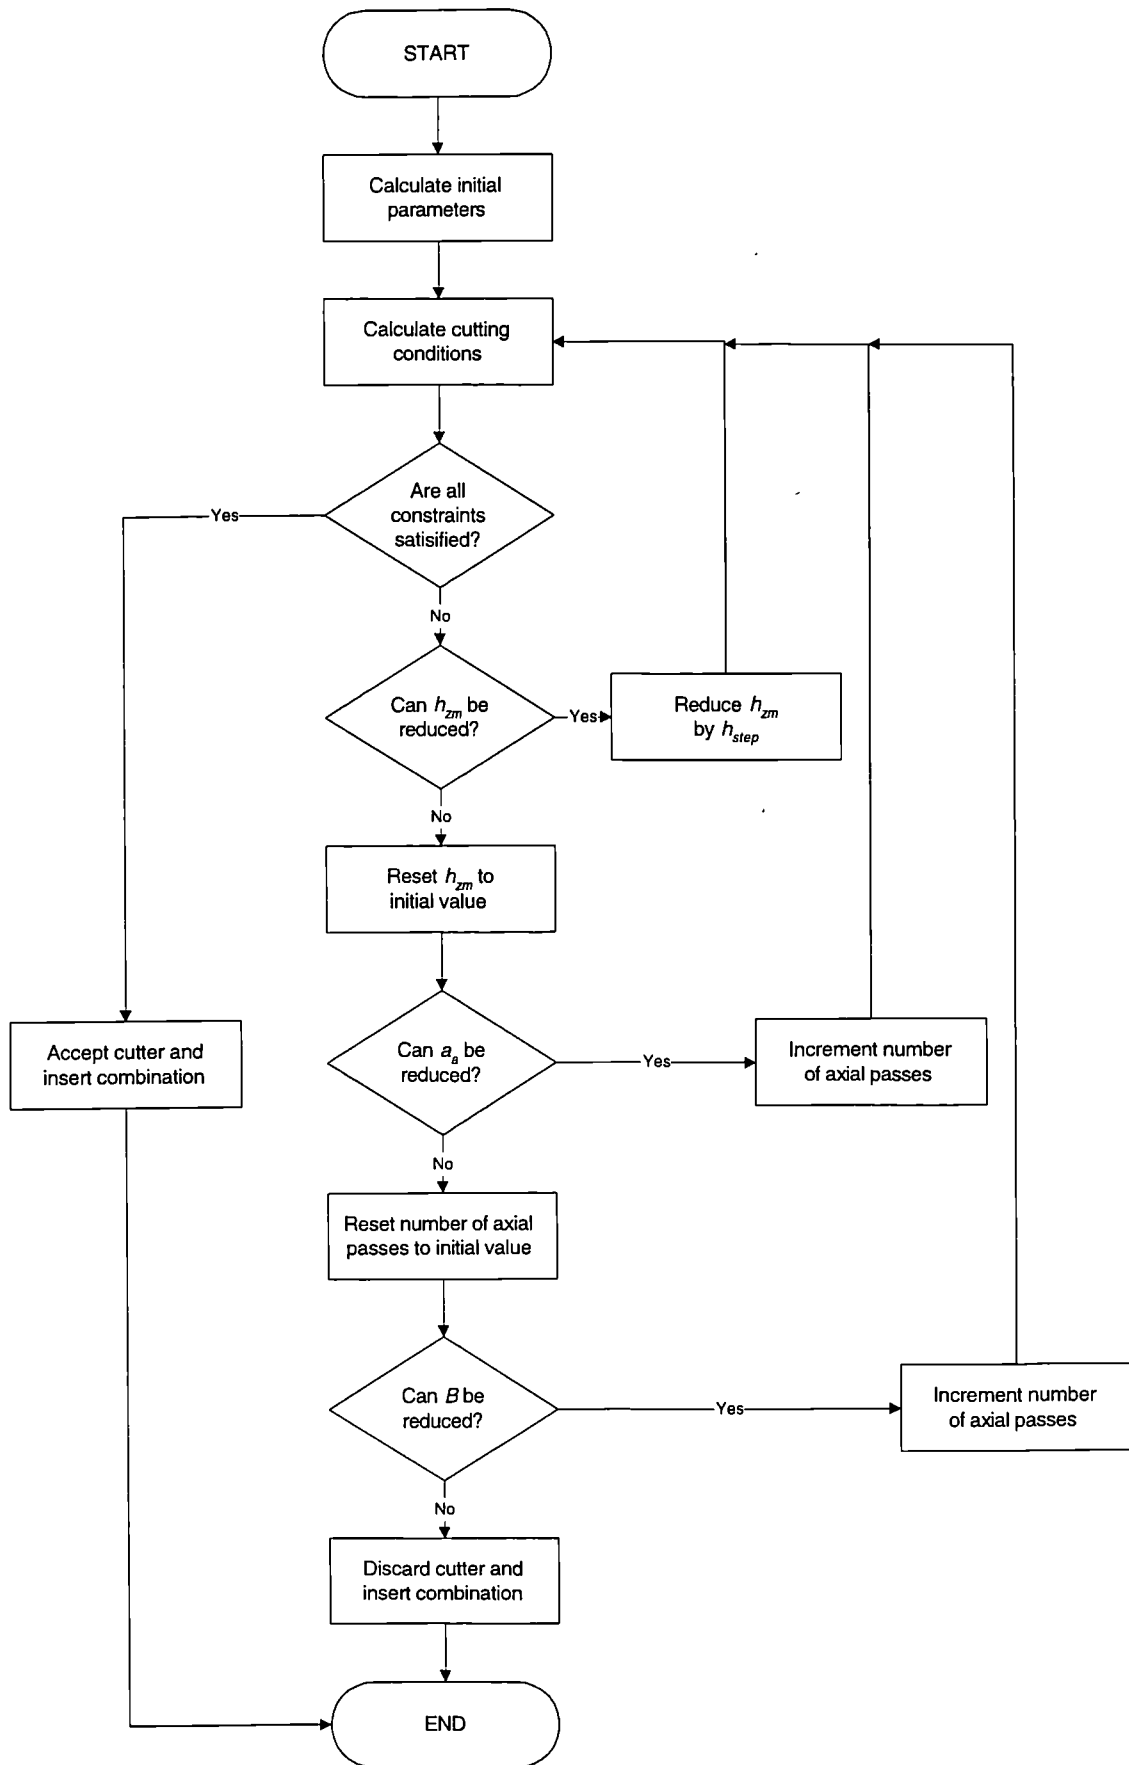 START
Calculate initial
parameters
Calculate cutting
conditions
Are all
constraints
satisified?
Yes
No
Can h_zm be
reduced?
Yes
Reduce h_zm
by h_step
No
Reset h_zm to
initial value
Accept cutter and
insert combination
Can a_a be
reduced?
Yes
Increment number
of axial passes
No
Reset number of axial
passes to initial value
Can B be
reduced?
Yes
Increment number
of axial passes
No
Discard cutter and
insert combination
END